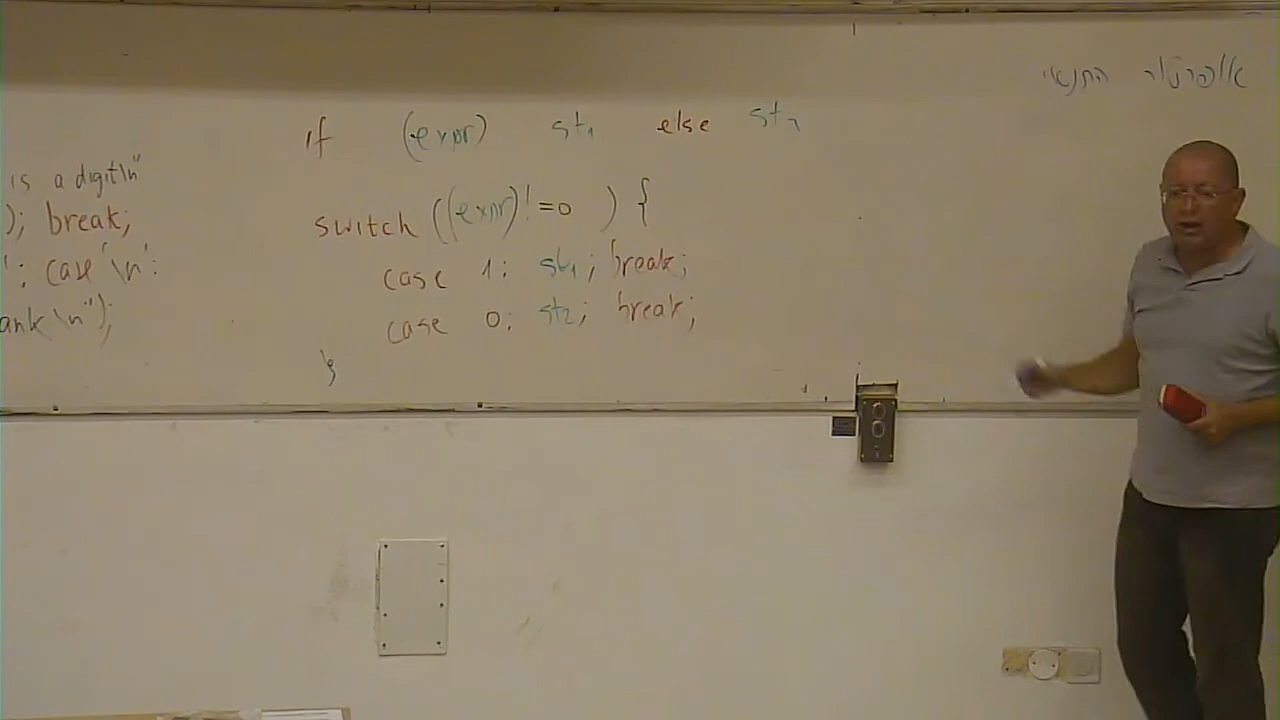 is a digit\n"
); break;
': case '\n':
ank \n");
if (expr) st1 else st2
switch ((expr)!=0 ) {
case 1: st1; break;
case 0: st2; break;
}
אופרטור התנאי